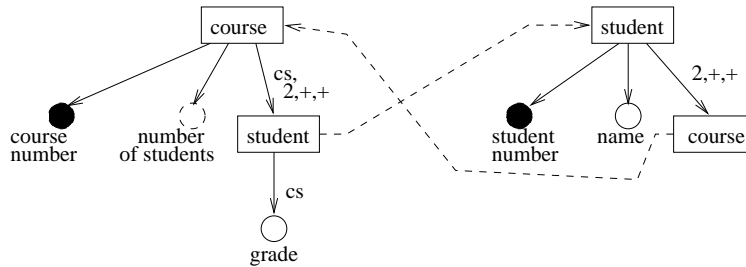 course
student
cs,
2,+,+
2,+,+
course
number
number
of students
student
student
number
name
course
cs
grade